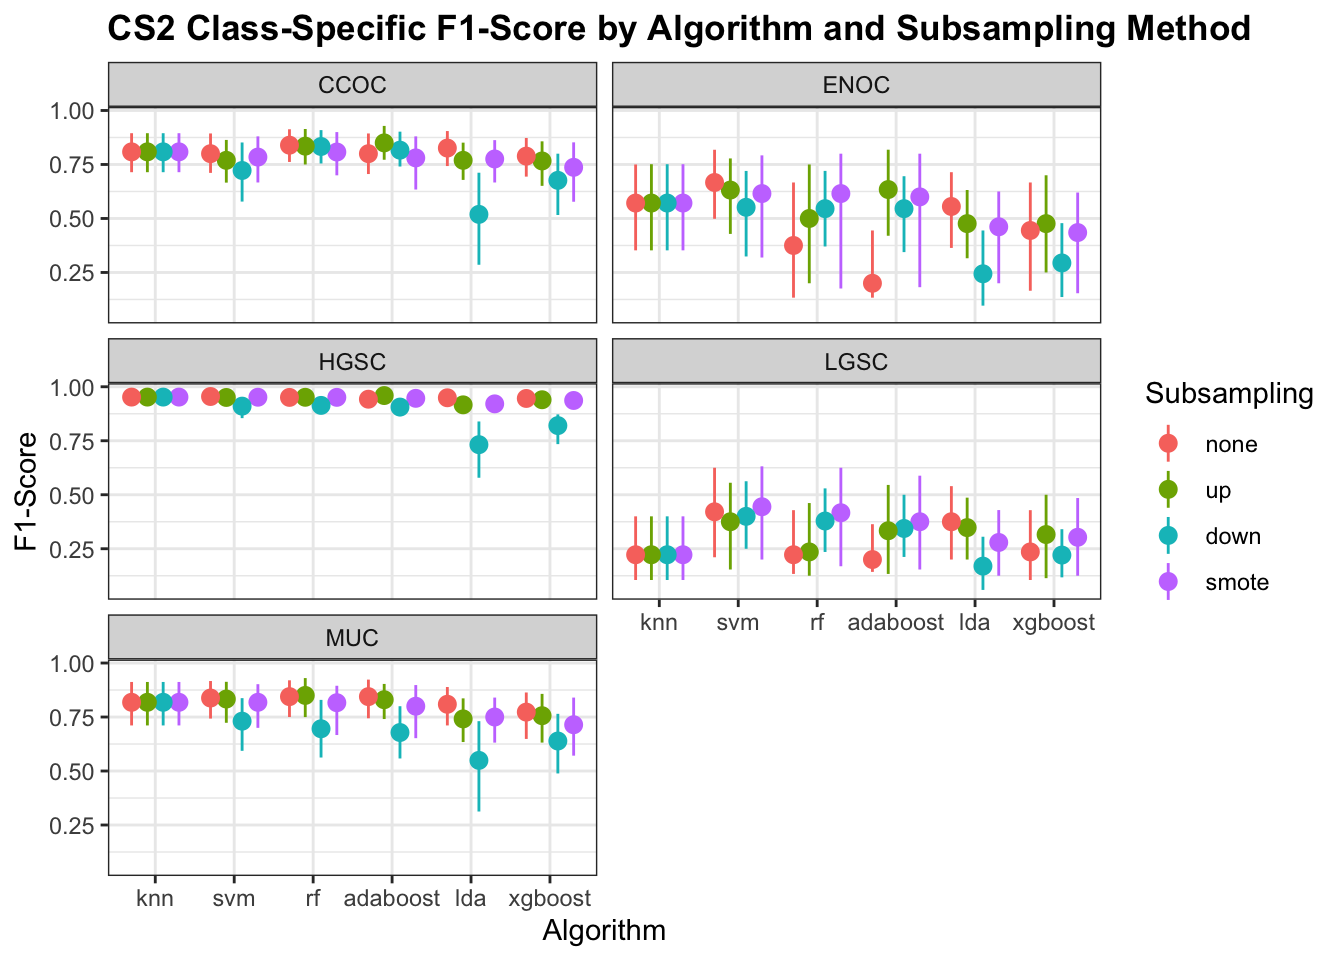 CS2 Class-Specific F1-Score by Algorithm and Subsampling Method
CCOC
ENOC
1.00
0.75
0.50
0.25
HGSC
LGSC
1.00
0.75
0.50
0.25
knn svm rf adaboost lda xgboost
MUC
1.00
0.75
0.50
0.25
knn svm rf adaboost lda xgboost
Algorithm
F1-Score
Subsampling
none
up
down
smote